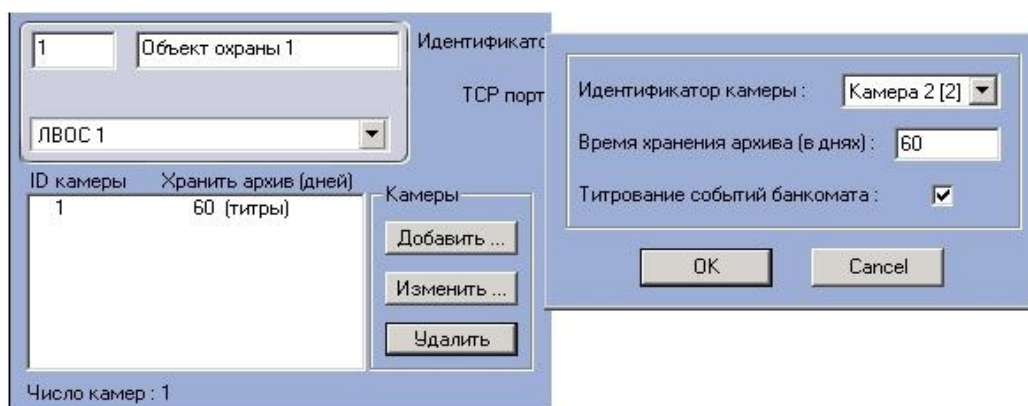 1
Объект охраны 1
Идентификато
TCP порт
ЛВОС 1
ID камеры Хранить архив (дней)
1 60 (титры)
Камеры
Добавить ...
Изменить ...
Удалить
Число камер : 1
Идентификатор камеры : Камера 2 [2]
Время хранения архива (в днях) : 60
Титрование событий банкомата :
OK Cancel